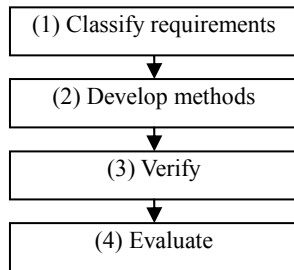 (1) Classify requirements
(2) Develop methods
(3) Verify
(4) Evaluate